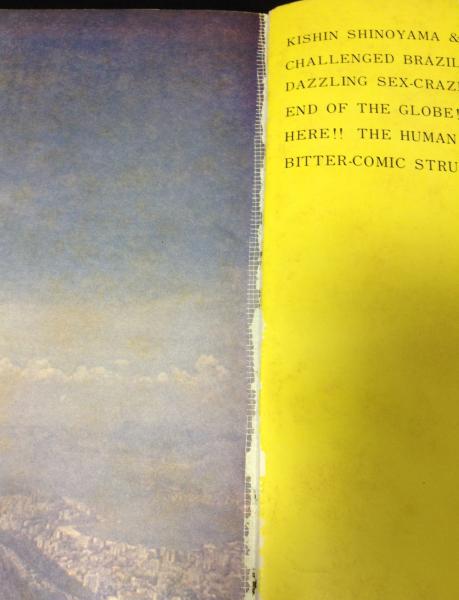 KISHIN SHINOYAMA &
CHALLENGED BRAZIL
DAZZLING SEX-CRAZ
END OF THE GLOBE!
HERE!! THE HUMAN
BITTER-COMIC STRU